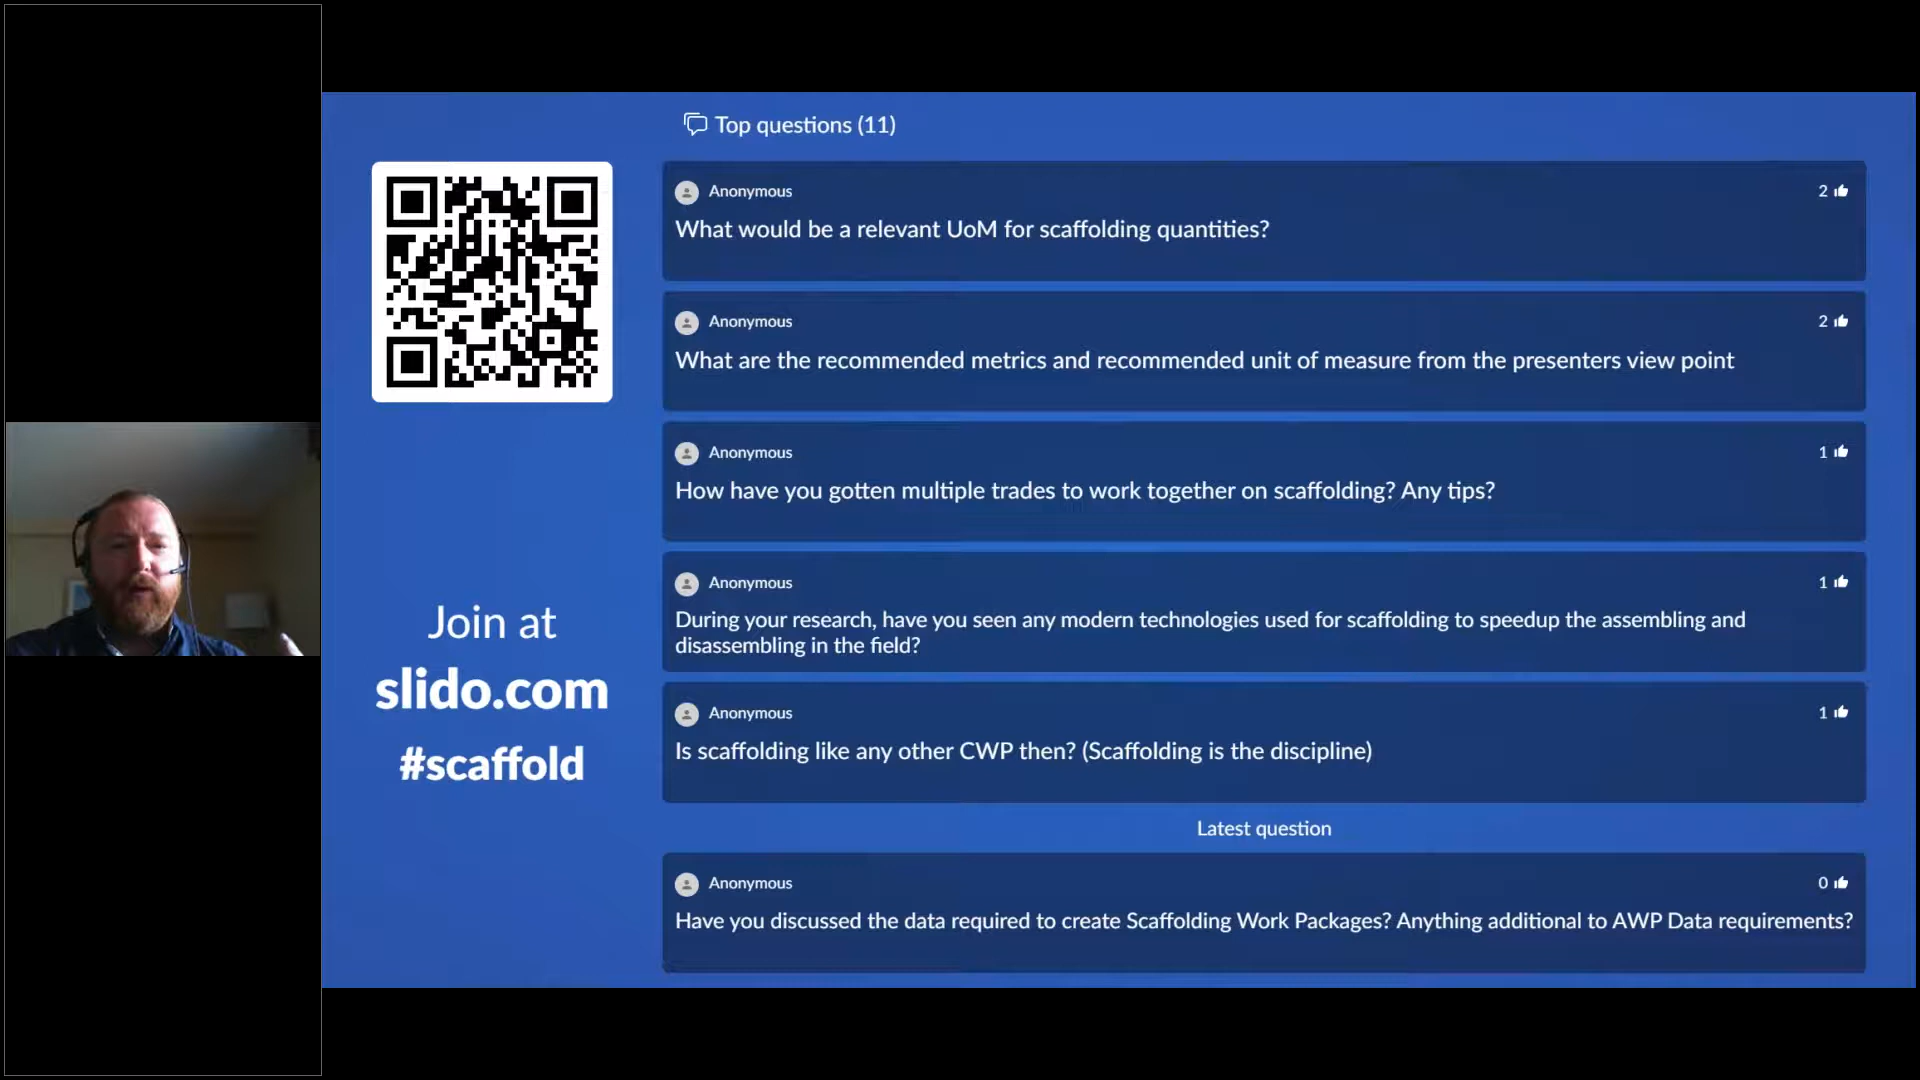 Top questions (11)
Anonymous
2
What would be a relevant UoM for scaffolding quantities?
Anonymous
2
What are the recommended metrics and recommended unit of measure from the presenters view point
Anonymous
1
How have you gotten multiple trades to work together on scaffolding? Any tips?
Anonymous
1
During your research, have you seen any modern technologies used for scaffolding to speedup the assembling and
disassembling in the field?
Anonymous
1
Is scaffolding like any other CWP then? (Scaffolding is the discipline)
Latest question
Anonymous
0
Have you discussed the data required to create Scaffolding Work Packages? Anything additional to AWP Data requirements?
Join at
slido.com
#scaffold